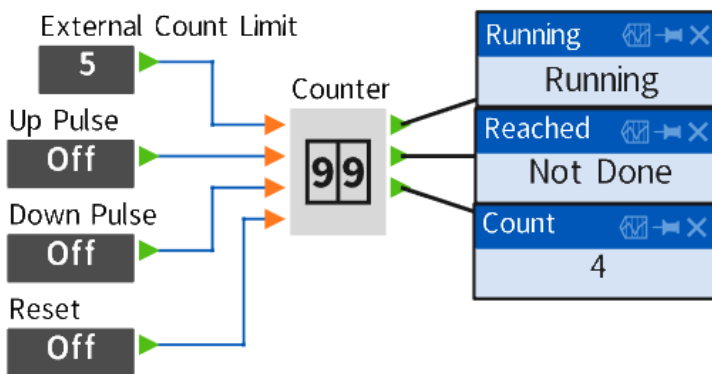 External Count Limit
5
Up Pulse
Off
Down Pulse
Off
Reset
Off
Counter
99
Running
Running
Reached
Not Done
Count
4